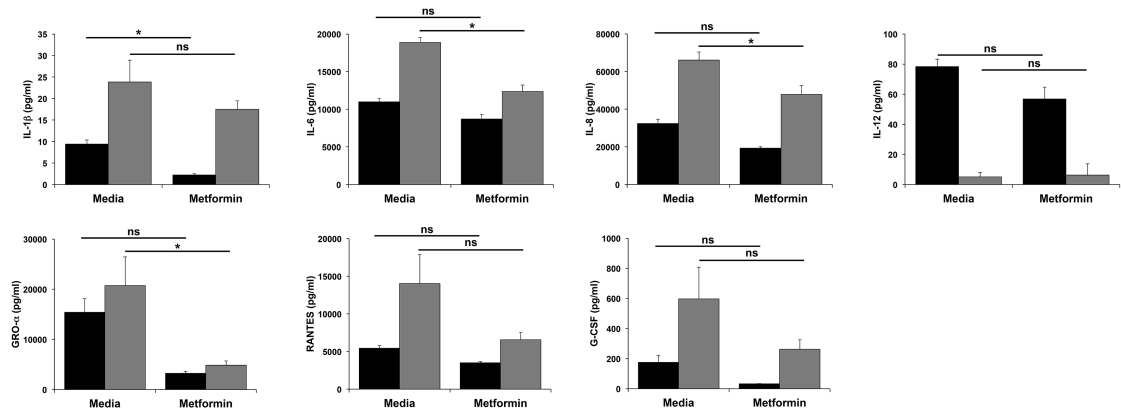 *
ns
35
30
25
20
15
10
5
0
IL-1β (pg/ml)
Media Metformin
ns
*
20000
15000
10000
5000
0
IL-6 (pg/ml)
Media Metformin
ns
*
80000
60000
40000
20000
0
IL-8 (pg/ml)
Media Metformin
ns
ns
100
80
60
40
20
0
IL-12 (pg/ml)
Media Metformin
ns
*
30000
20000
10000
0
GRO-α (pg/ml)
Media Metformin
ns
ns
20000
15000
10000
5000
0
RANTES (pg/ml)
Media Metformin
ns
ns
1000
800
600
400
200
0
G-CSF (pg/ml)
Media Metformin